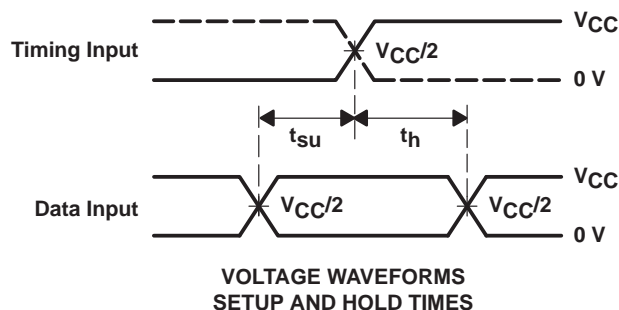 VCC
Timing Input
VCC/2
0 V
tsu
th
VCC
Data Input
VCC/2
VCC/2
0 V
VOLTAGE WAVEFORMS
SETUP AND HOLD TIMES